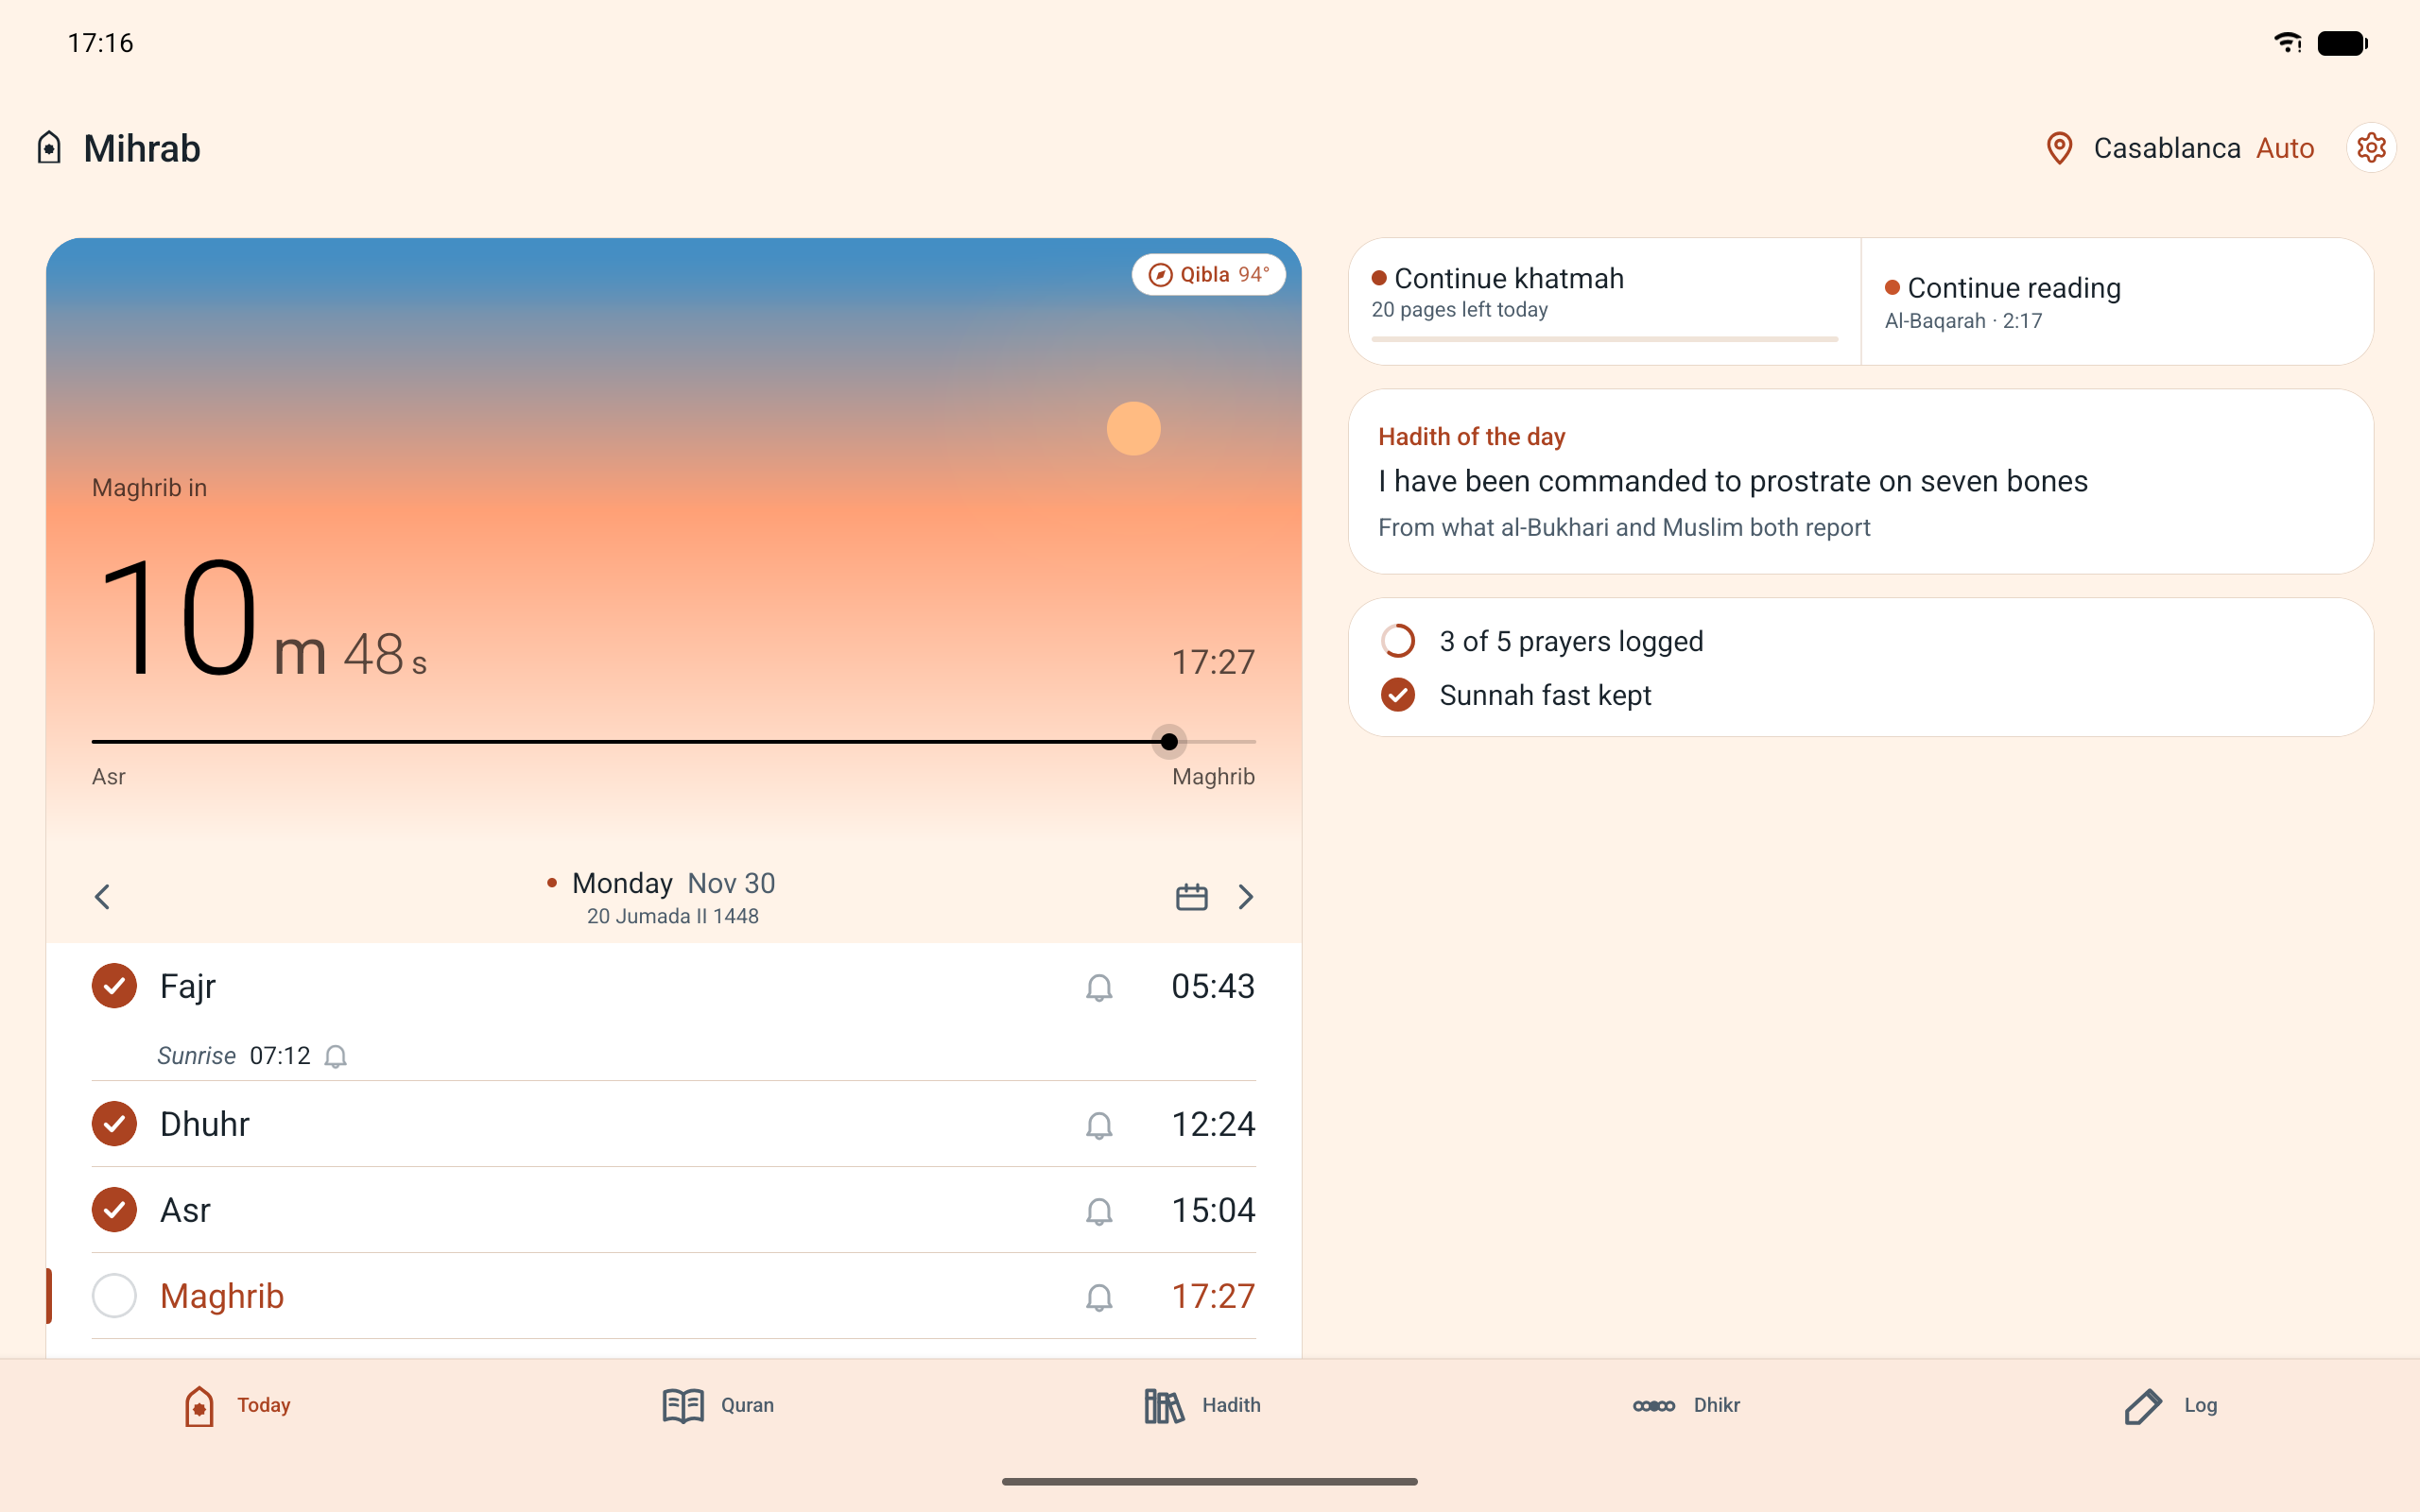 17:16
Mihrab
Casablanca Auto
Qibla 94°
Maghrib in
10 m 48 s
17:27
Asr
Maghrib
Monday Nov 30
20 Jumada II 1448
Fajr 05:43
Sunrise 07:12
Dhuhr 12:24
Asr 15:04
Maghrib 17:27
Continue khatmah
20 pages left today
Continue reading
Al-Baqarah · 2:17
Hadith of the day
I have been commanded to prostrate on seven bones
From what al-Bukhari and Muslim both report
3 of 5 prayers logged
Sunnah fast kept
Today
Quran
Hadith
Dhikr
Log